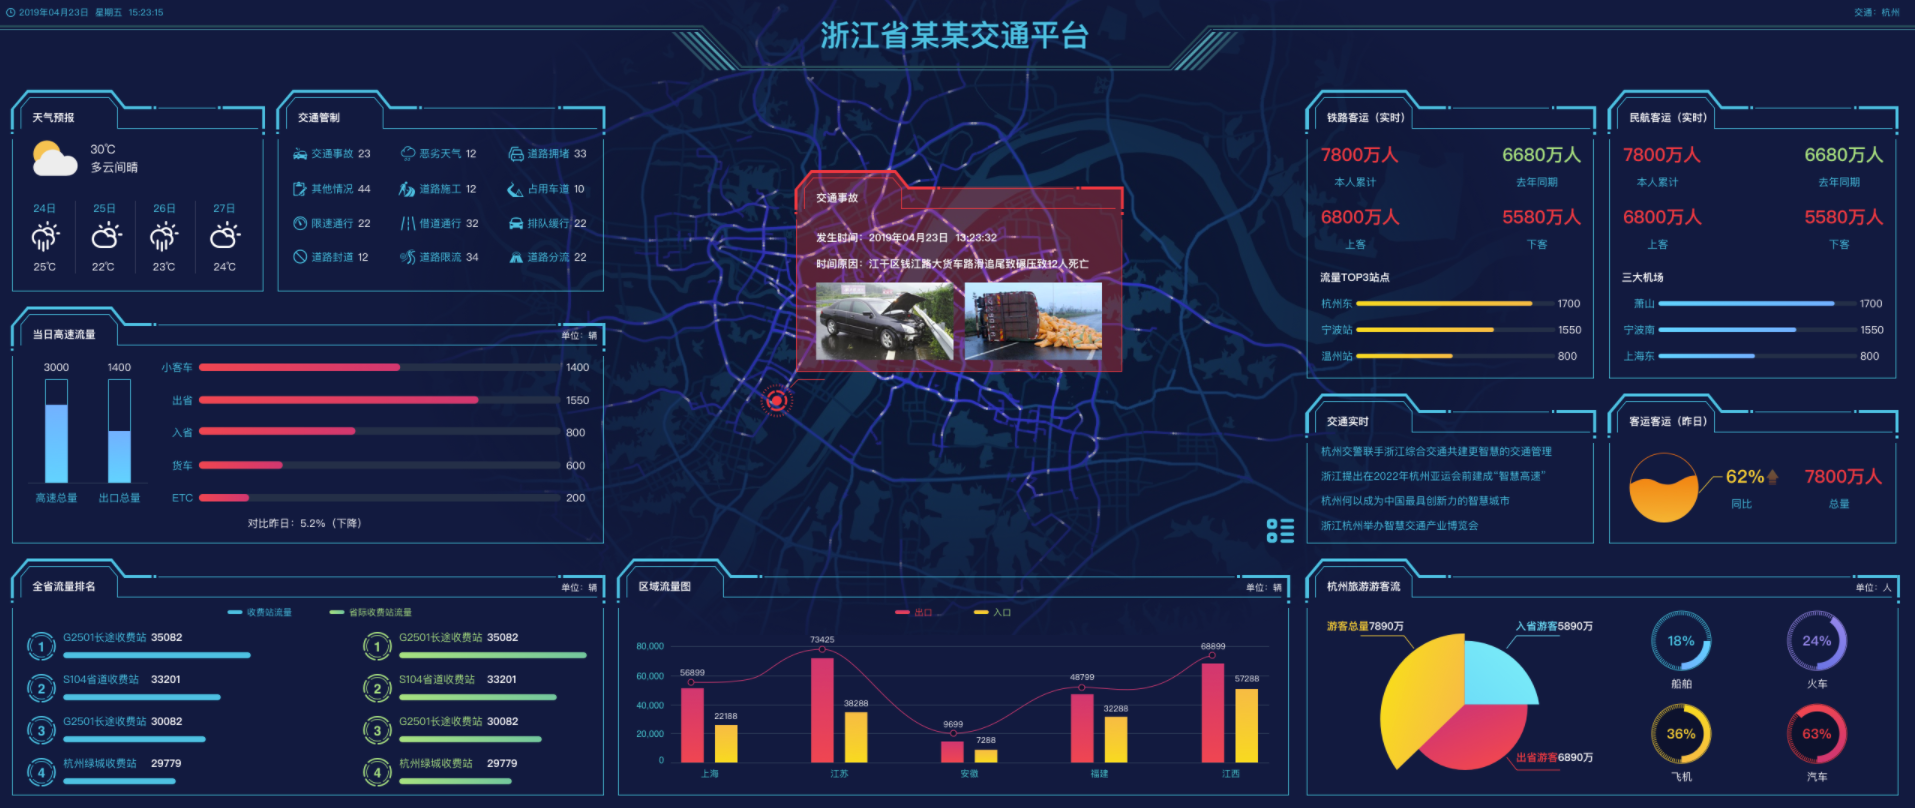 2019年04月23日 星期五 15:23:15
浙江省某某交通平台
交通：杭州
天气预报
30℃
多云间晴
24日 25日 26日 27日
25℃ 22℃ 23℃ 24℃
交通管制
交通事故 23 恶劣天气 12 道路拥堵 33
其他情况 44 道路施工 12 占用车道 10
限速通行 22 借道通行 32 排队缓行 22
道路封道 12 道路限流 34 道路分流 22
当日高速流量
单位：辆
3000 1400
高速总量 出口总量
小客车 1400
出省 1550
入省 800
货车 600
ETC 200
对比昨日：5.2%（下降）
全省流量排名
单位：辆
收费站流量 省际收费站流量
1 G2501长途收费站 35082
2 S104省道收费站 33201
3 G2501长途收费站 30082
4 杭州绿城收费站 29779
1 G2501长途收费站 35082
2 S104省道收费站 33201
3 G2501长途收费站 30082
4 杭州绿城收费站 29779
交通事故
发生时间：2019年04月23日 13:23:32
时间原因：江干区钱江路大货车路滑追尾致碾压致12人死亡
区域流量图
单位：辆
出口 入口
80,000
60,000
40,000
20,000
0
56899 22188
73425 38288
9699 7288
48799 32288
68899 57288
上海 江苏 安徽 福建 江西
铁路客运（实时）
7800万人 6680万人
本人累计 去年同期
6800万人 5580万人
上客 下客
流量TOP3站点
杭州东 1700
宁波站 1550
温州站 800
民航客运（实时）
7800万人 6680万人
本人累计 去年同期
6800万人 5580万人
上客 下客
三大机场
萧山 1700
宁波南 1550
上海东 800
交通实时
杭州交警联手浙江综合交通共建更智慧的交通管理
浙江提出在2022年杭州亚运会前建成“智慧高速”
杭州何以成为中国最具创新力的智慧城市
浙江杭州举办智慧交通产业博览会
客运客运（昨日）
62% 7800万人
同比 总量
杭州旅游游客流
单位：人
游客总量7890万
入省游客5890万
出省游客6890万
18% 24%
船舶 火车
36% 63%
飞机 汽车